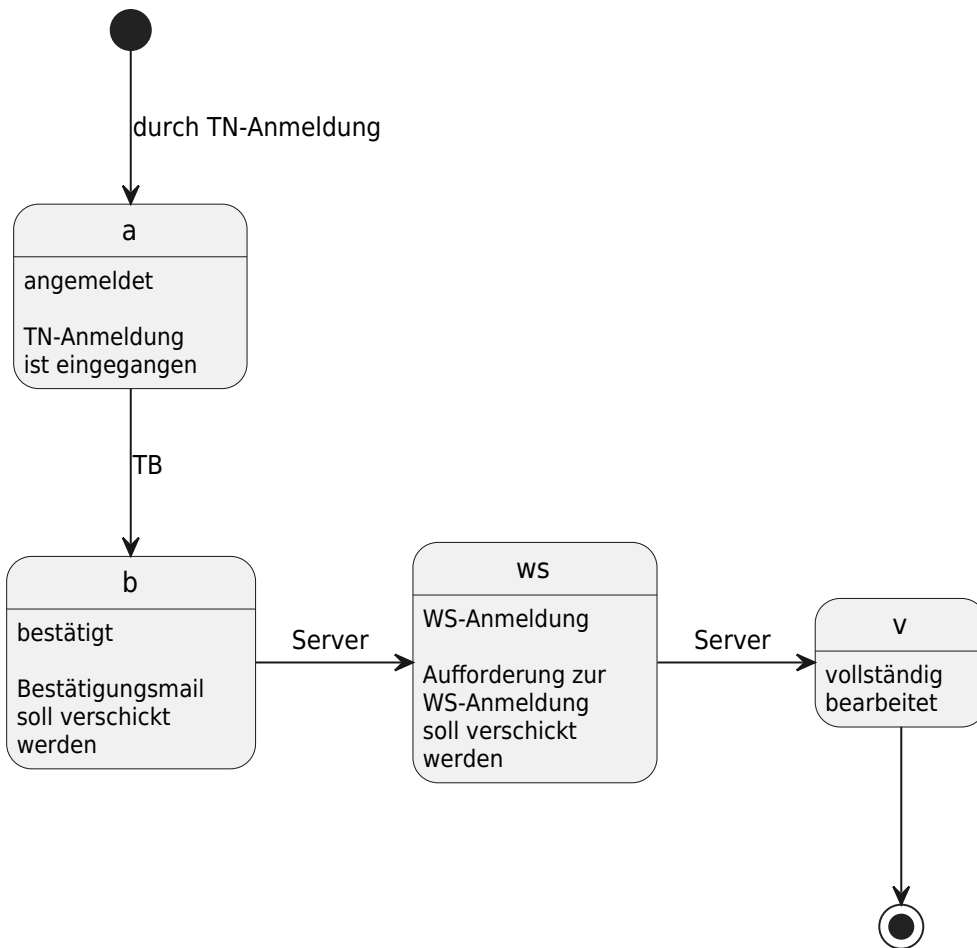 durch TN-Anmeldung
a
angemeldet
TN-Anmeldung
ist eingegangen
TB
b
bestätigt
Bestätigungsmail
soll verschickt
werden
Server
ws
WS-Anmeldung
Aufforderung zur
WS-Anmeldung
soll verschickt
werden
Server
v
vollständig
bearbeitet